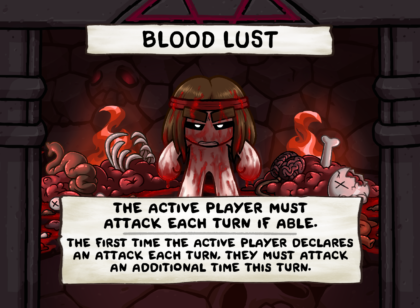 BLOOD LUST
THE ACTIVE PLAYER MUST
ATTACK EACH TURN IF ABLE.
THE FIRST TIME THE ACTIVE PLAYER DECLARES
AN ATTACK EACH TURN, THEY MUST ATTACK
AN ADDITIONAL TIME THIS TURN.